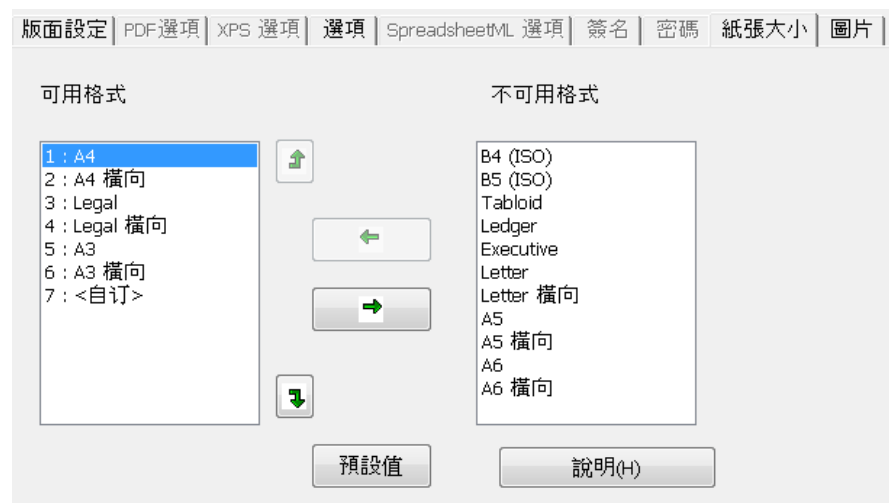 版面設定 PDF選項 XPS 選項 選項 SpreadsheetML 選項 簽名 密碼 紙張大小 圖片
可用格式
1 : A4
2 : A4 橫向
3 : Legal
4 : Legal 橫向
5 : A3
6 : A3 橫向
7 : <自订>
不可用格式
B4 (ISO)
B5 (ISO)
Tabloid
Ledger
Executive
Letter
Letter 橫向
A5
A5 橫向
A6
A6 橫向
預設值
說明(H)